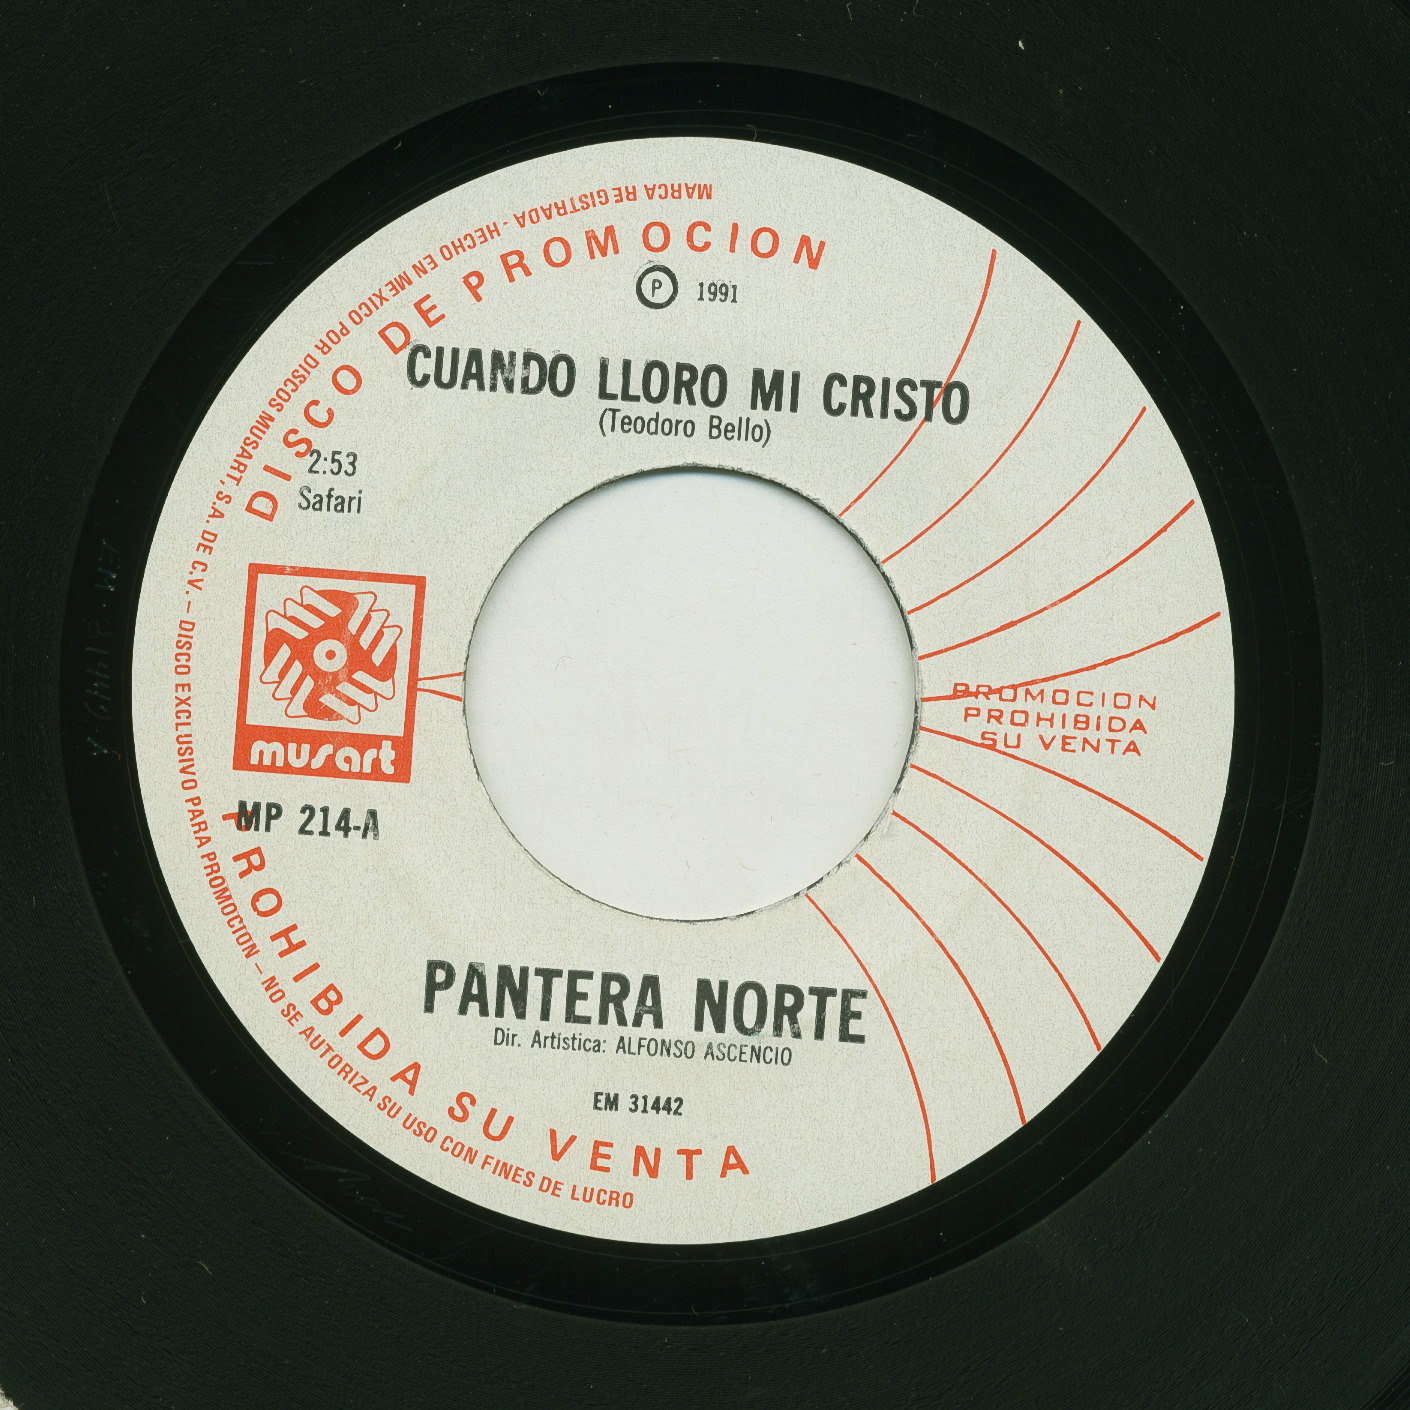 MARCA REGISTRADA - HECHO EN MEXICO POR DISCOS MUSART, S.A. DE C.V. – DISCO EXCLUSIVO PARA PROMOCION – NO SE AUTORIZA SU USO CON FINES DE LUCRO
DISCO DE PROMOCION
P 1991
CUANDO LLORO MI CRISTO
(Teodoro Bello)
2:53
Safari
musart
PROMOCION
PROHIBIDA
SU VENTA
MP 214-A
PROHIBIDA SU VENTA
PANTERA NORTE
Dir. Artística: ALFONSO ASCENCIO
EM 31442